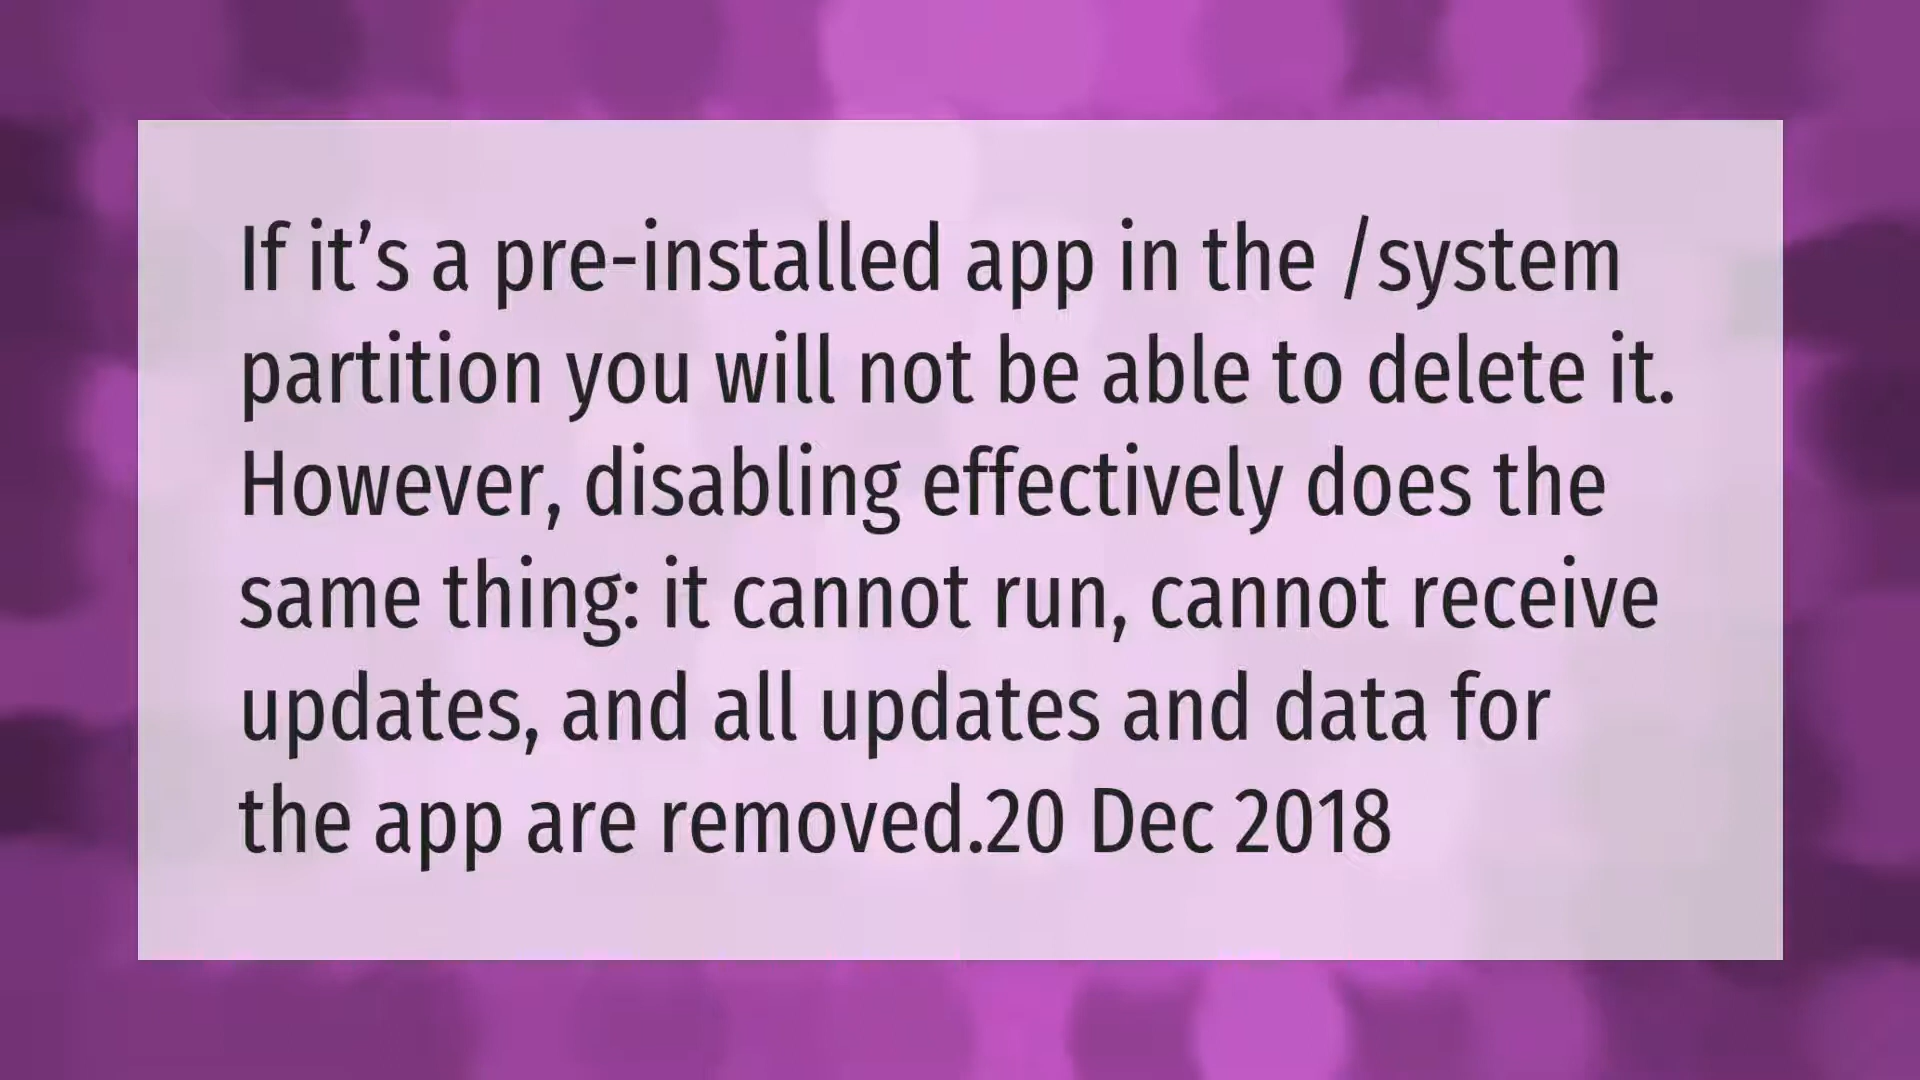 If it’s a pre-installed app in the /system
partition you will not be able to delete it.
However, disabling effectively does the
same thing: it cannot run, cannot receive
updates, and all updates and data for
the app are removed.20 Dec 2018